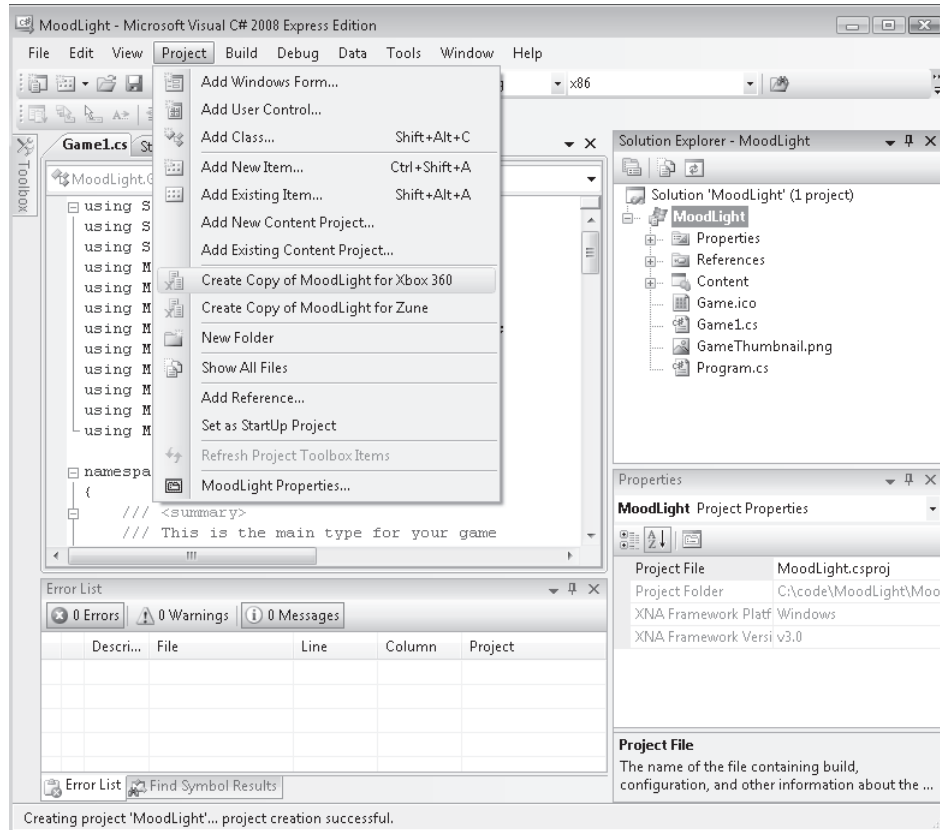 MoodLight - Microsoft Visual C# 2008 Express Edition
File Edit View Project Build Debug Data Tools Window Help
x86
Add Windows Form...
Add User Control...
Add Class... Shift+Alt+C
Add New Item... Ctrl+Shift+A
Add Existing Item... Shift+Alt+A
Add New Content Project...
Add Existing Content Project...
Create Copy of MoodLight for Xbox 360
Create Copy of MoodLight for Zune
New Folder
Show All Files
Add Reference...
Set as StartUp Project
Refresh Project Toolbox Items
MoodLight Properties...
Toolbox
Game1.cs St
MoodLight.G
using S
using S
using S
using M
using M
using M
using M
using M
using M
using M
using M
using M
namespa
{
/// <summary>
/// This is the main type for your game
Solution Explorer - MoodLight
Solution 'MoodLight' (1 project)
MoodLight
Properties
References
Content
Game.ico
Game1.cs
GameThumbnail.png
Program.cs
Properties
MoodLight Project Properties
Project File MoodLight.csproj
Project Folder C:\code\MoodLight\Moo
XNA Framework Platf Windows
XNA Framework Versi v3.0
Project File
The name of the file containing build,
configuration, and other information about the ...
Error List
0 Errors 0 Warnings 0 Messages
Descri... File Line Column Project
Error List Find Symbol Results
Creating project 'MoodLight'... project creation successful.